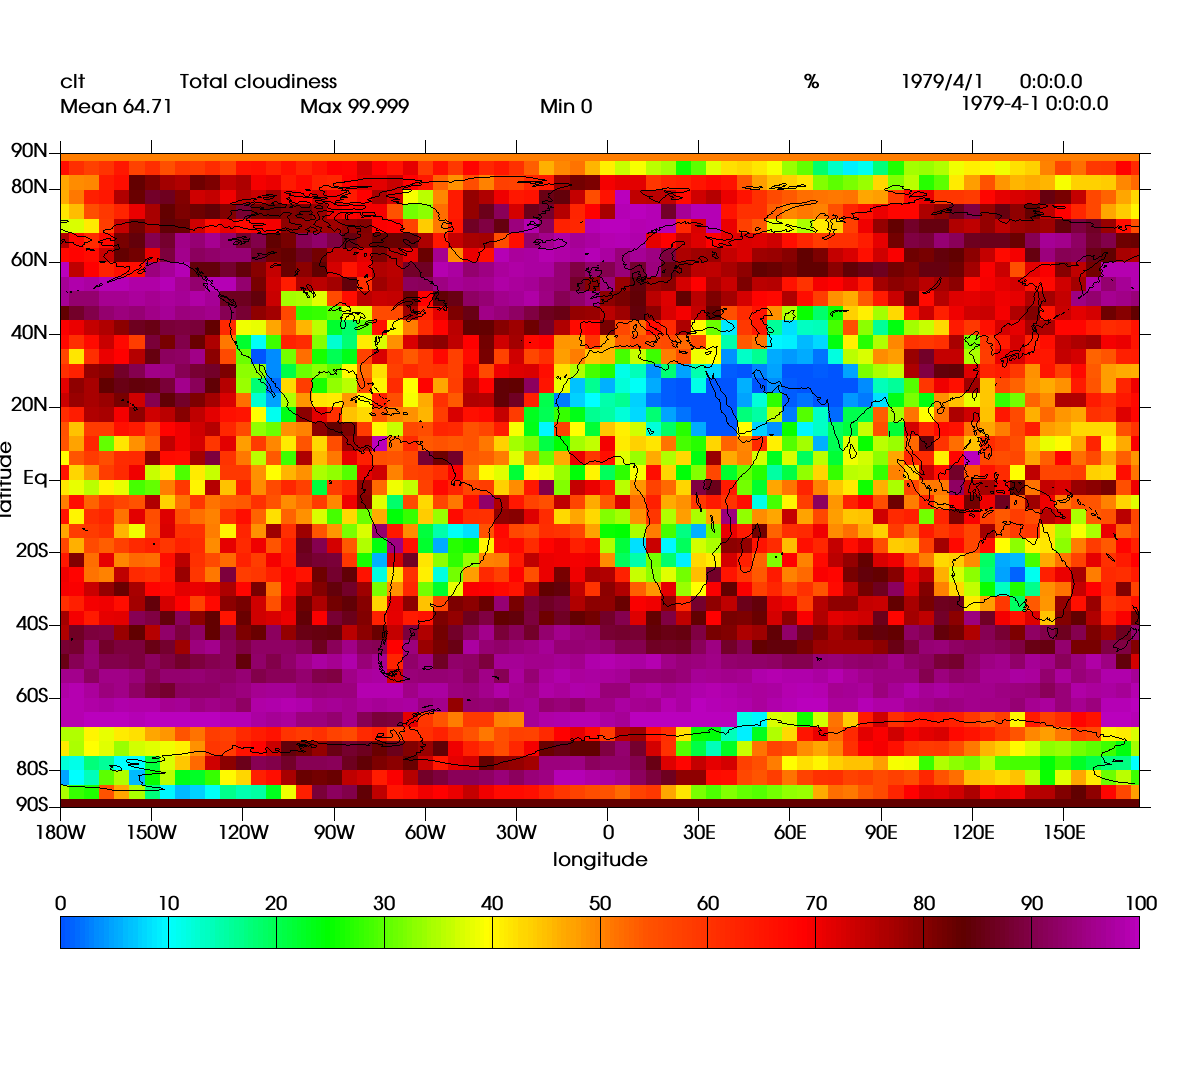 clt Total cloudiness % 1979/4/1 0:0:0.0
Mean 64.71 Max 99.999 Min 0 1979-4-1 0:0:0.0
90N
80N
60N
40N
20N
Eq
20S
40S
60S
80S
90S
latitude
180W 150W 120W 90W 60W 30W 0 30E 60E 90E 120E 150E
longitude
0 10 20 30 40 50 60 70 80 90 100